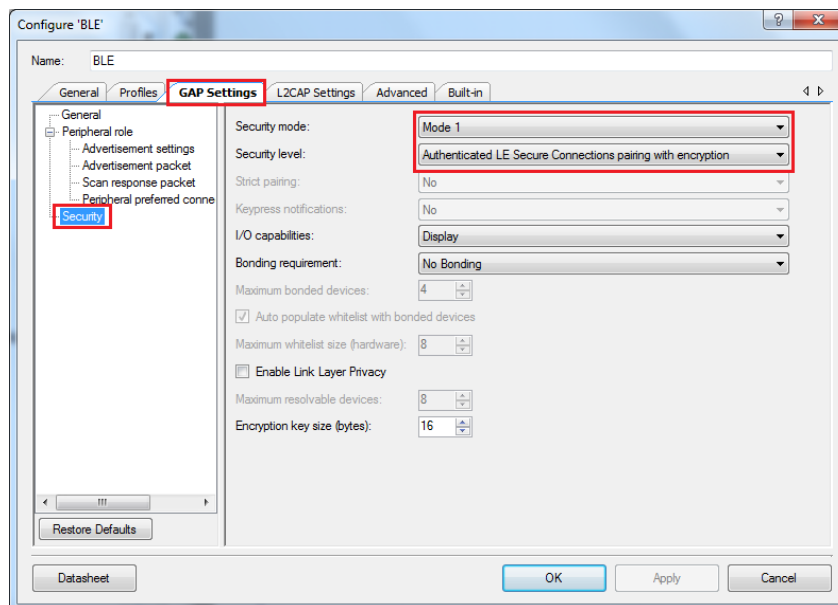 Configure 'BLE'
Name: BLE
General Profiles GAP Settings L2CAP Settings Advanced Built-in
General
Peripheral role
Advertisement settings
Advertisement packet
Scan response packet
Peripheral preferred conne
Security
Security mode: Mode 1
Security level: Authenticated LE Secure Connections pairing with encryption
Strict pairing: No
Keypress notifications: No
I/O capabilities: Display
Bonding requirement: No Bonding
Maximum bonded devices: 4
Auto populate whitelist with bonded devices
Maximum whitelist size (hardware): 8
Enable Link Layer Privacy
Maximum resolvable devices: 8
Encryption key size (bytes): 16
Restore Defaults
Datasheet OK Apply Cancel